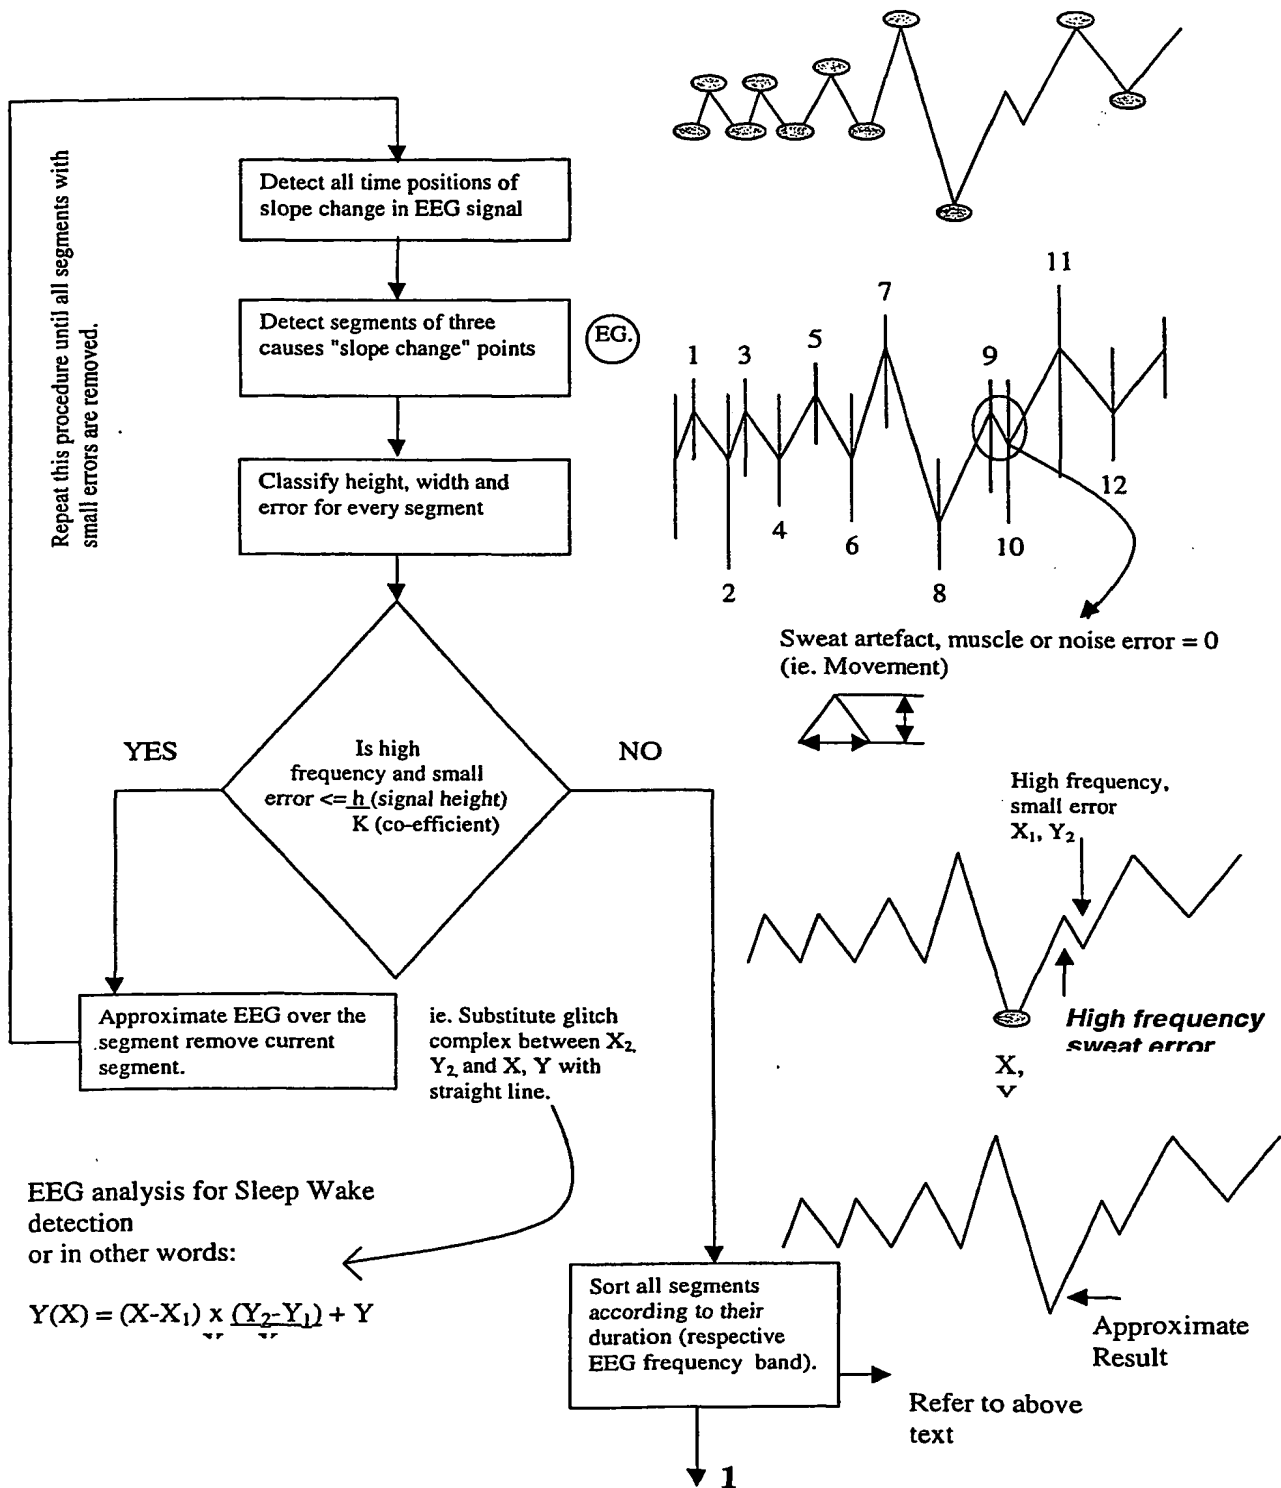 Repeat this procedure until all segments with
small errors are removed.
Detect all time positions of
slope change in EEG signal
Detect segments of three
causes "slope change" points
EG.
Classify height, width and
error for every segment
1
2
3
4
5
6
7
8
9
10
11
12
Sweat artefact, muscle or noise error = 0
(ie. Movement)
YES
Is high
frequency and small
error <= h (signal height)
K (co-efficient)
NO
High frequency,
small error
X₁, Y₂
High frequency
sweat error
X,
Y
Approximate EEG over the
segment remove current
segment.
ie. Substitute glitch
complex between X₂,
Y₂ and X, Y with
straight line.
EEG analysis for Sleep Wake
detection
or in other words:
Y(X) = (X-X₁) x (Y₂-Y₁) + Y
Sort all segments
according to their
duration (respective
EEG frequency band).
Approximate
Result
Refer to above
text
1